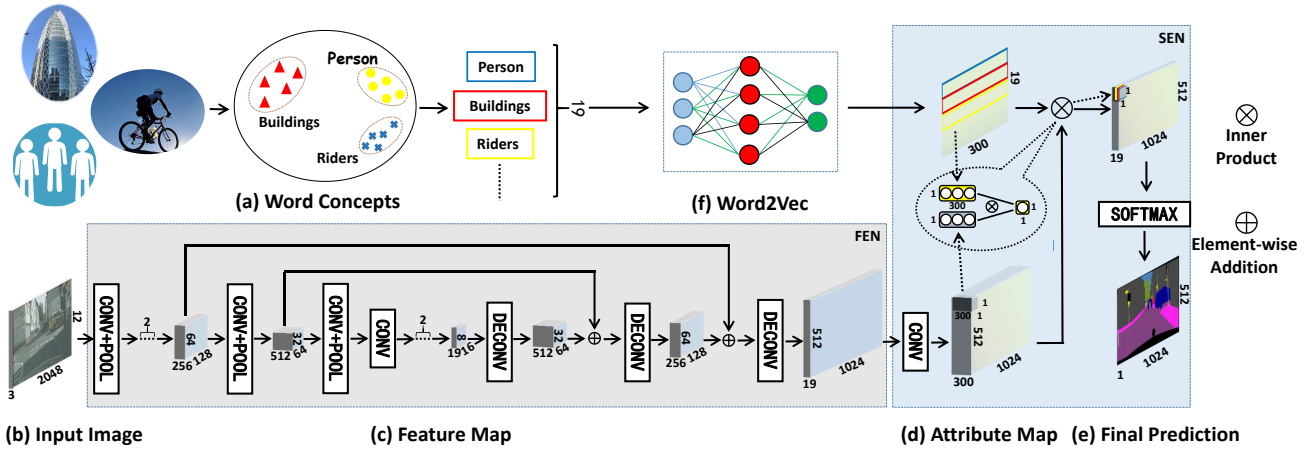 SEN
Person
Buildings
Riders
Person
Buildings
Riders
19
19
300
1
1
512
1024
19
Inner
Product
(a) Word Concepts
(f) Word2Vec
1
300
1
1
1
SOFTMAX
Element-wise
Addition
FEN
12
2048
3
CONV+POOL
2
64
256
128
CONV+POOL
32
512
64
CONV+POOL
CONV
2
8
19
16
DECONV
32
512
64
DECONV
64
256
128
DECONV
512
1024
19
CONV
300
1
1
512
1024
300
512
1024
1
(b) Input Image
(c) Feature Map
(d) Attribute Map
(e) Final Prediction